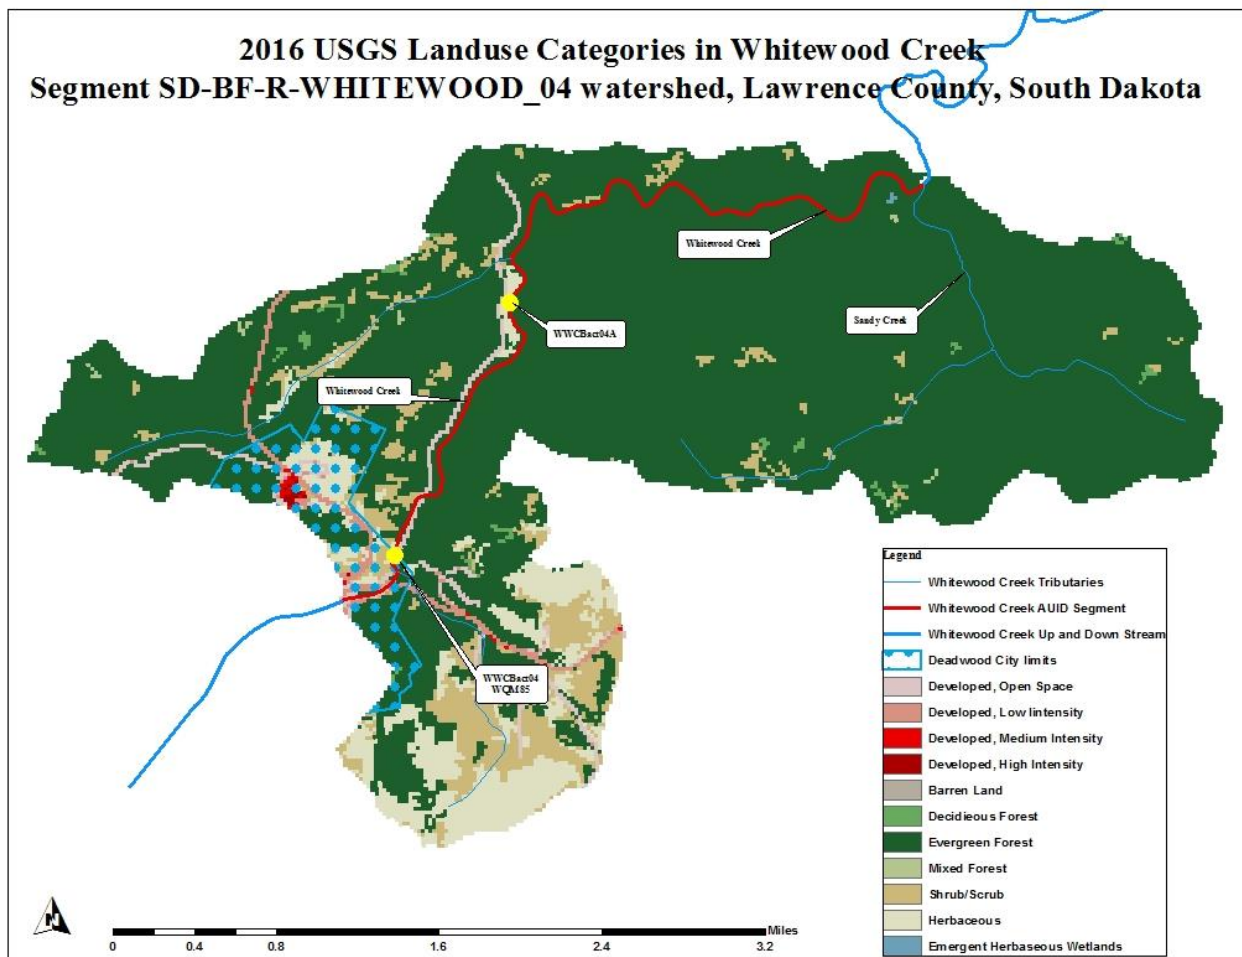 2016 USGS Landuse Categories in Whitewood Creek
Segment SD-BF-R-WHITEWOOD_04 watershed, Lawrence County, South Dakota
Whitewood Creek
Sandy Creek
WWCBact04A
Whitewood Creek
WWCBact04
WQM85
Legend
Whitewood Creek Tributaries
Whitewood Creek AUID Segment
Whitewood Creek Up and Down Stream
Deadwood City limits
Developed, Open Space
Developed, Low Iintensity
Developed, Medium Intensity
Developed, High Intensity
Barren Land
Decidieous Forest
Evergreen Forest
Mixed Forest
Shrub/Scrub
Herbaceous
Emergent Herbaseous Wetlands
N
Miles
0 0.4 0.8 1.6 2.4 3.2